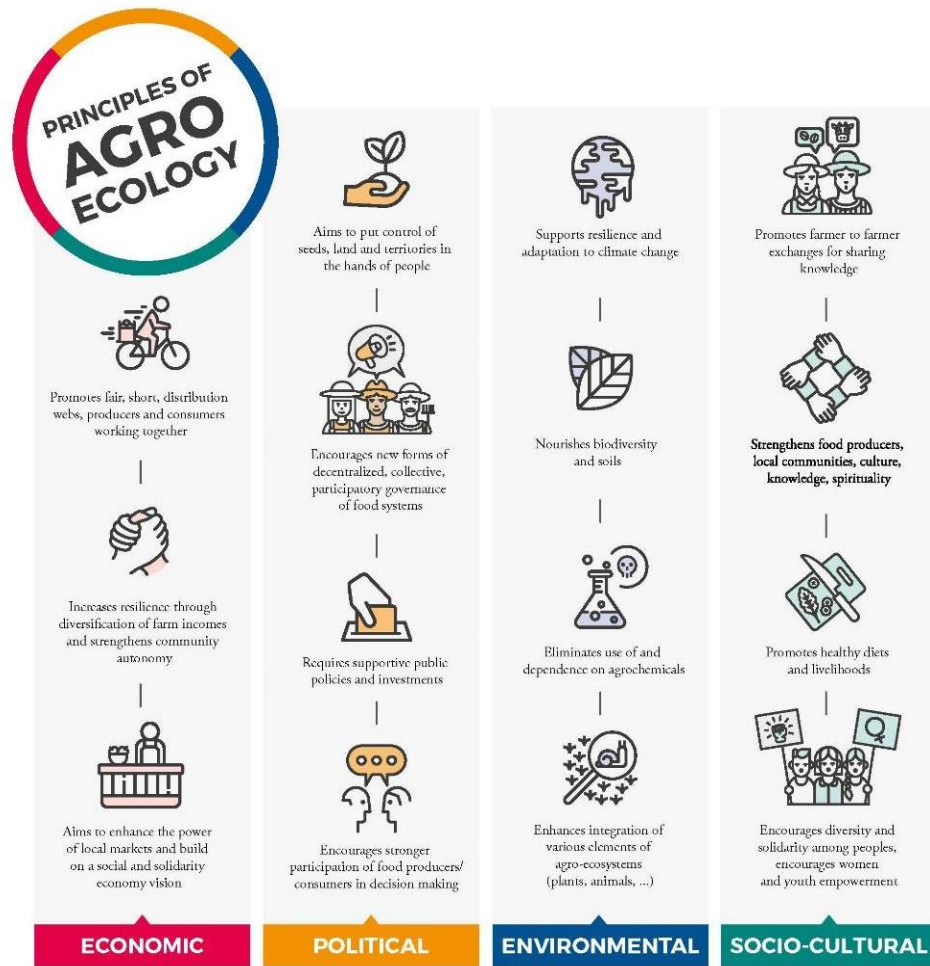 PRINCIPLES OF
AGRO
ECOLOGY
Promotes fair, short, distribution
webs, producers and consumers
working together
Increases resilience through
diversification of farm incomes
and strengthens community
autonomy
Aims to enhance the power
of local markets and build
on a social and solidarity
economy vision
ECONOMIC
Aims to put control of
seeds, land and territories in
the hands of people
Encourages new forms of
decentralized, collective,
participatory governance
of food systems
Requires supportive public
policies and investments
Encourages stronger
participation of food producers/
consumers in decision making
POLITICAL
Supports resilience and
adaptation to climate change
Nourishes biodiversity
and soils
Eliminates use of and
dependence on agrochemicals
Enhances integration of
various elements of
agro-ecosystems
(plants, animals, ...)
ENVIRONMENTAL
Promotes farmer to farmer
exchanges for sharing
knowledge
Strengthens food producers,
local communities, culture,
knowledge, spirituality
Promotes healthy diets
and livelihoods
Encourages diversity and
solidarity among peoples,
encourages women
and youth empowerment
SOCIO-CULTURAL